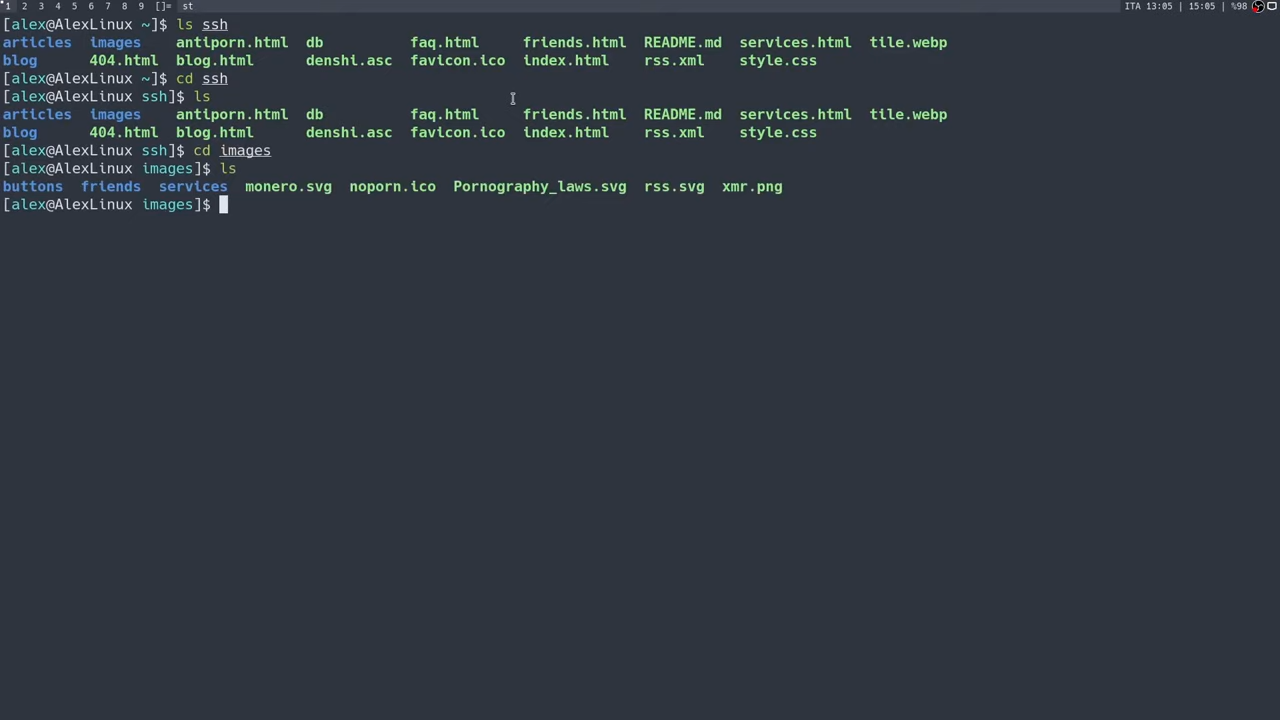 1 2 3 4 5 6 7 8 9 []= st ITA 13:05 | 15:05 | %98
[alex@AlexLinux ~]$ ls ssh
articles images antiporn.html db faq.html friends.html README.md services.html tile.webp
blog 404.html blog.html denshi.asc favicon.ico index.html rss.xml style.css
[alex@AlexLinux ~]$ cd ssh
[alex@AlexLinux ssh]$ ls
articles images antiporn.html db faq.html friends.html README.md services.html tile.webp
blog 404.html blog.html denshi.asc favicon.ico index.html rss.xml style.css
[alex@AlexLinux ssh]$ cd images
[alex@AlexLinux images]$ ls
buttons friends services monero.svg noporn.ico Pornography_laws.svg rss.svg xmr.png
[alex@AlexLinux images]$